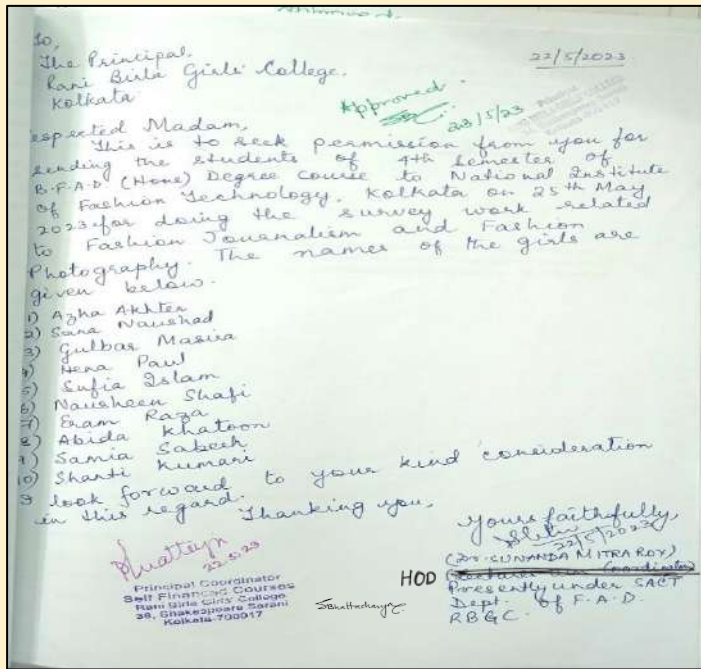 To,
The Principal.
Rani Birla Girls' College.
Kolkata
22/5/2023
Approved.
23/5/23
Principal
espected Madam,
This is to seek permission from you for
sending the students of 4th Semester of
B.F.A.D. (Hons) Degree Course to National Institute
of Fashion Technology, Kolkata on 25th May
2023 for doing the survey work related
to Fashion Journalism and Fashion
Photography. The names of the girls are
given below.
1) Azha Akhter
2) Sana Naushad
3) Gulbar Masira
4) Hena Paul
5) Sufia Islam
6) Nausheen Shafi
7) Eram Raza
8) Abida Khatoon
9) Samia Sabeeh
10) Shanti Kumari
I look forward to your kind consideration
in this regard.
Thanking you,
Yours faithfully,
22/5/2023
(Dr. SUNANDA MITRA ROY)
HOD
Presently under SACT
Dept. of F.A.D.
RBGC.
22.5.23
Principal Coordinator
Self Financed Courses
Rani Birla Girls' College
38, Shakespeare Sarani
Kolkata-700017
SBhattacharya